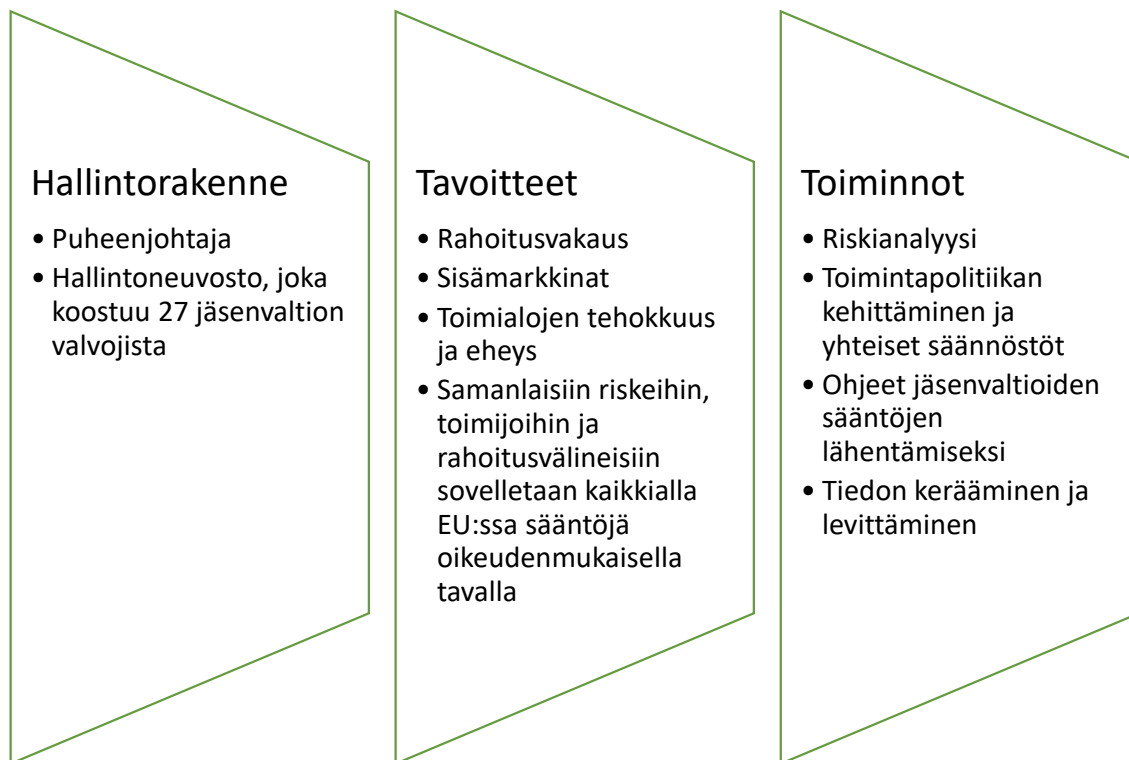 Hallintorakenne
• Puheenjohtaja
• Hallintoneuvosto, joka
koostuu 27 jäsenvaltion
valvojista
Tavoitteet
• Rahoitusvakaus
• Sisämarkkinat
• Toimialojen tehokkuus
ja eheys
• Samanlaisiin riskeihin,
toimijoihin ja
rahoitusvälineisiin
sovelletaan kaikkialla
EU:ssa sääntöjä
oikeudenmukaisella
tavalla
Toiminnot
• Riskianalyysi
• Toimintapolitiikan
kehittäminen ja
yhteiset säännöstöt
• Ohjeet jäsenvaltioiden
sääntöjen
lähentämiseksi
• Tiedon kerääminen ja
levittäminen